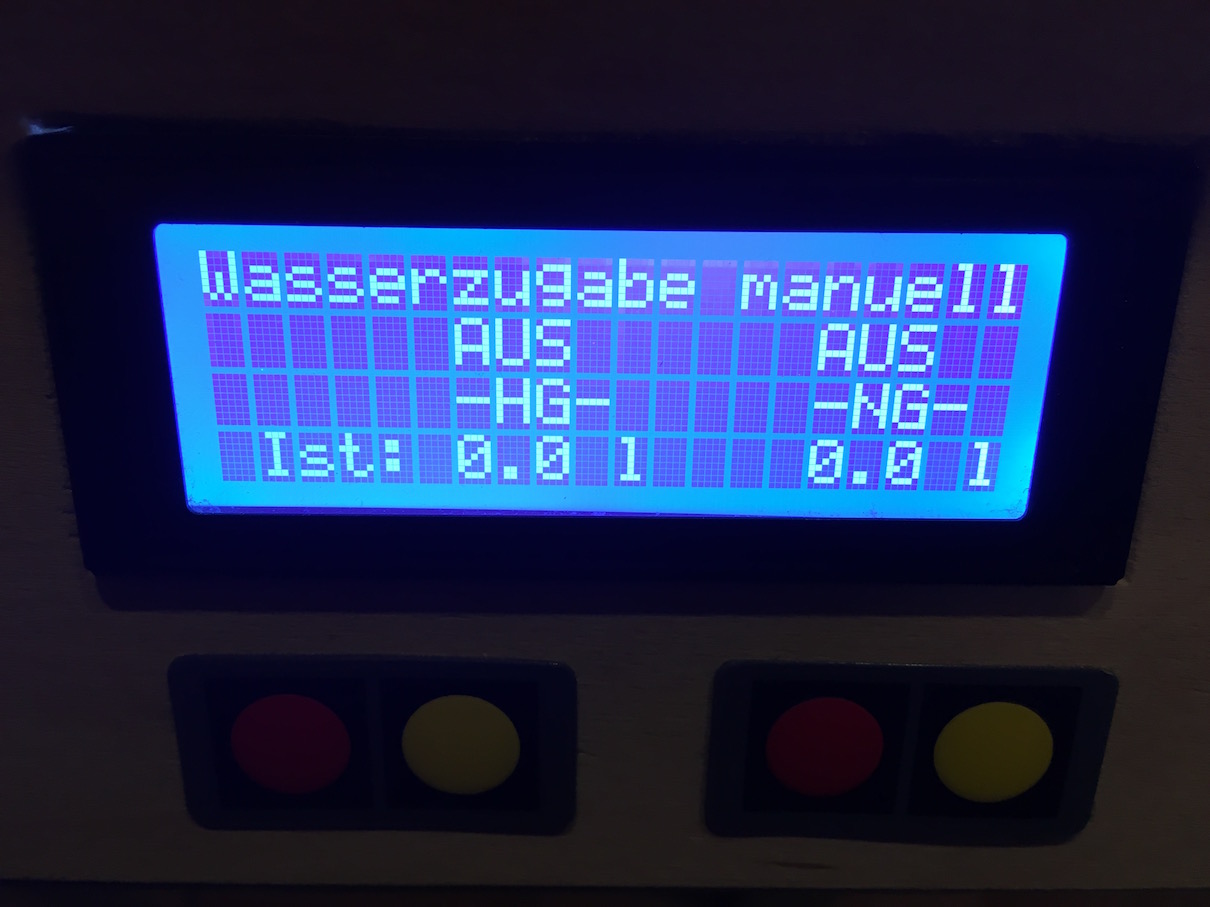 Wasserzugabe manuell
AUS AUS
-HG- -NG-
Ist: 0.0 l 0.0 l